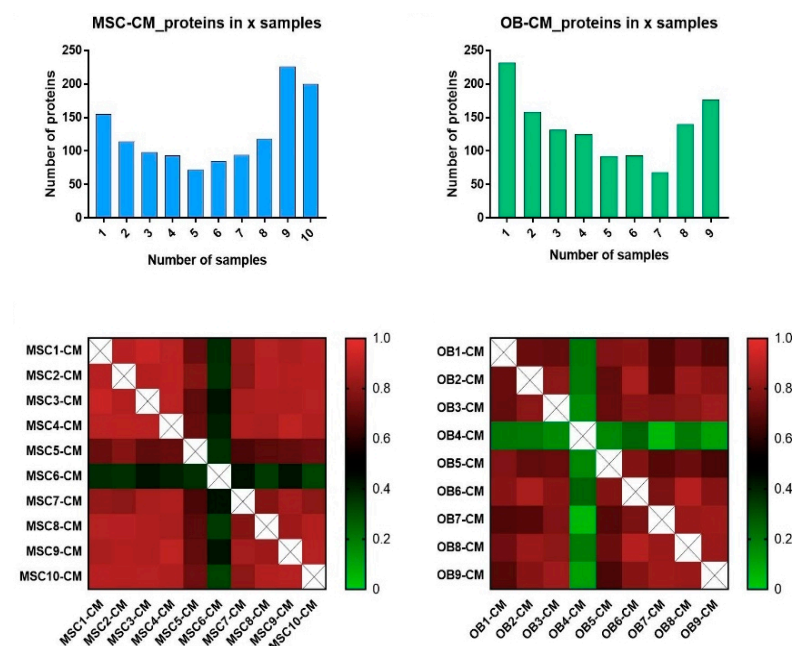 MSC-CM_proteins in x samples
250
200
150
100
50
0
Number of proteins
1 2 3 4 5 6 7 8 9 10
Number of samples
OB-CM_proteins in x samples
250
200
150
100
50
0
Number of proteins
1 2 3 4 5 6 7 8 9
Number of samples
MSC1-CM
MSC2-CM
MSC3-CM
MSC4-CM
MSC5-CM
MSC6-CM
MSC7-CM
MSC8-CM
MSC9-CM
MSC10-CM
MSC1-CM
MSC2-CM
MSC3-CM
MSC4-CM
MSC5-CM
MSC6-CM
MSC7-CM
MSC8-CM
MSC9-CM
MSC10-CM
1.0
0.8
0.6
0.4
0.2
0
OB1-CM
OB2-CM
OB3-CM
OB4-CM
OB5-CM
OB6-CM
OB7-CM
OB8-CM
OB9-CM
OB1-CM
OB2-CM
OB3-CM
OB4-CM
OB5-CM
OB6-CM
OB7-CM
OB8-CM
OB9-CM
1.0
0.8
0.6
0.4
0.2
0